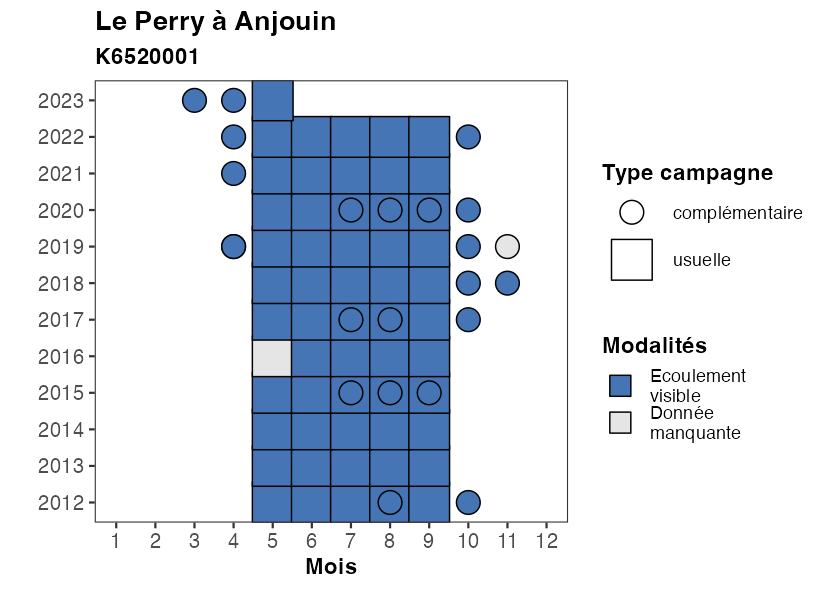 Le Perry à Anjouin
K6520001
2023
2022
2021
2020
2019
2018
2017
2016
2015
2014
2013
2012
1 2 3 4 5 6 7 8 9 10 11 12
Mois
Type campagne
complémentaire
usuelle
Modalités
Ecoulement
visible
Donnée
manquante